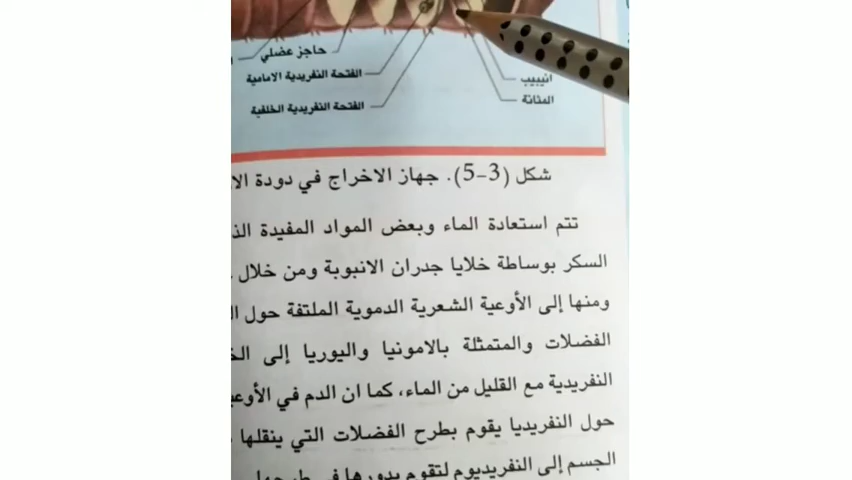 حاجز عضلي
الفتحة النفريدية الامامية
انيبيب
المثانة
الفتحة النفريدية الخلفية
شكل (3-5). جهاز الاخراج في دودة
تتم استعادة الماء وبعض المواد المفيدة
السكر بوساطة خلايا جدران الانبوبة ومن خلال
ومنها إلى الأوعية الشعرية الدموية الملتفة حول
الفضلات والمتمثلة بالامونيا واليوريا إلى
النفريدية مع القليل من الماء، كما ان الدم في
حول النفريديا يقوم بطرح الفضلات التي ينقلها
الجسم إلى النفريديوم لتقوم بدورها في